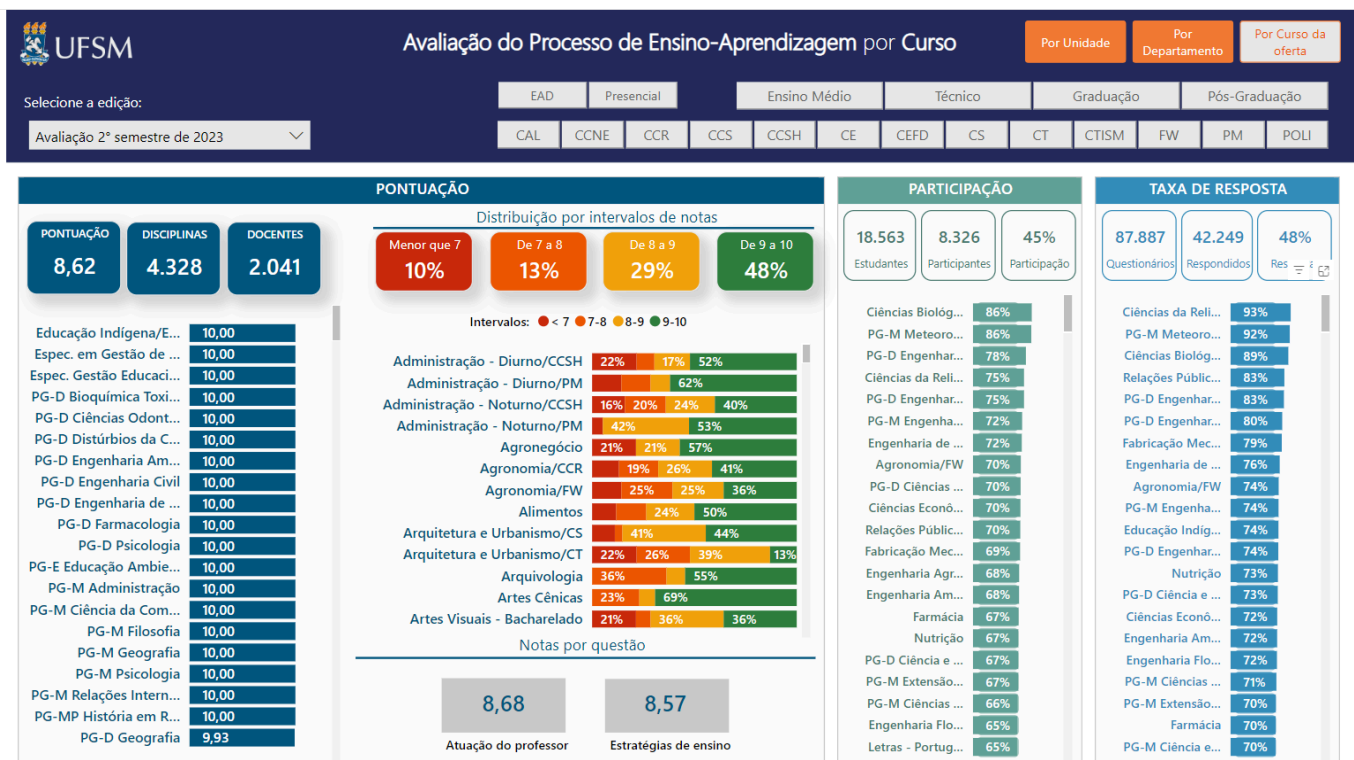 UFSM
Avaliação do Processo de Ensino-Aprendizagem por Curso
Por Unidade
Por Departamento
Por Curso da oferta
Selecione a edição:
Avaliação 2° semestre de 2023
EAD Presencial Ensino Médio Técnico Graduação Pós-Graduação
CAL CCNE CCR CCS CCSH CE CEFD CS CT CTISM FW PM POLI
PONTUAÇÃO
PONTUAÇÃO DISCIPLINAS DOCENTES
8,62 4.328 2.041
Educação Indígena/E... 10,00
Espec. em Gestão de ... 10,00
Espec. Gestão Educaci... 10,00
PG-D Bioquímica Toxi... 10,00
PG-D Ciências Odont... 10,00
PG-D Distúrbios da C... 10,00
PG-D Engenharia Am... 10,00
PG-D Engenharia Civil 10,00
PG-D Engenharia de ... 10,00
PG-D Farmacologia 10,00
PG-D Psicologia 10,00
PG-E Educação Ambie... 10,00
PG-M Administração 10,00
PG-M Ciência da Com... 10,00
PG-M Filosofia 10,00
PG-M Geografia 10,00
PG-M Psicologia 10,00
PG-M Relações Intern... 10,00
PG-MP História em R... 10,00
PG-D Geografia 9,93
Distribuição por intervalos de notas
Menor que 7 De 7 a 8 De 8 a 9 De 9 a 10
10% 13% 29% 48%
Intervalos: < 7 7-8 8-9 9-10
Administração - Diurno/CCSH 22% 17% 52%
Administração - Diurno/PM 62%
Administração - Noturno/CCSH 16% 20% 24% 40%
Administração - Noturno/PM 42% 53%
Agronegócio 21% 21% 57%
Agronomia/CCR 19% 26% 41%
Agronomia/FW 25% 25% 36%
Alimentos 24% 50%
Arquitetura e Urbanismo/CS 41% 44%
Arquitetura e Urbanismo/CT 22% 26% 39% 13%
Arquivologia 36% 55%
Artes Cênicas 23% 69%
Artes Visuais - Bacharelado 21% 36% 36%
Notas por questão
8,68 8,57
Atuação do professor Estratégias de ensino
PARTICIPAÇÃO
18.563 8.326 45%
Estudantes Participantes Participação
Ciências Biológ... 86%
PG-M Meteoro... 86%
PG-D Engenhar... 78%
Ciências da Reli... 75%
PG-D Engenhar... 75%
PG-M Engenha... 72%
Engenharia de ... 72%
Agronomia/FW 70%
PG-D Ciências ... 70%
Ciências Econô... 70%
Relações Públic... 70%
Fabricação Mec... 69%
Engenharia Agr... 68%
Engenharia Am... 68%
Farmácia 67%
Nutrição 67%
PG-D Ciência e ... 67%
PG-M Extensão... 67%
PG-M Ciências ... 66%
Engenharia Flo... 65%
Letras - Portug... 65%
TAXA DE RESPOSTA
87.887 42.249 48%
Questionários Respondidos
Ciências da Reli... 93%
PG-M Meteoro... 92%
Ciências Biológ... 89%
Relações Públic... 83%
PG-D Engenhar... 83%
PG-D Engenhar... 80%
Fabricação Mec... 79%
Engenharia de ... 76%
Agronomia/FW 74%
PG-M Engenha... 74%
Educação Indíg... 74%
PG-D Engenhar... 74%
Nutrição 73%
PG-D Ciência e ... 73%
Ciências Econô... 72%
Engenharia Am... 72%
Engenharia Flo... 72%
PG-M Ciências ... 71%
PG-M Extensão... 70%
Farmácia 70%
PG-M Ciência e... 70%